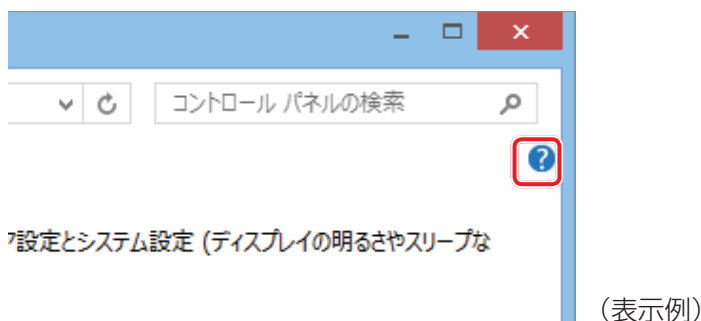 コントロール パネルの検索
?
ア設定とシステム設定 (ディスプレイの明るさやスリープな
（表示例）